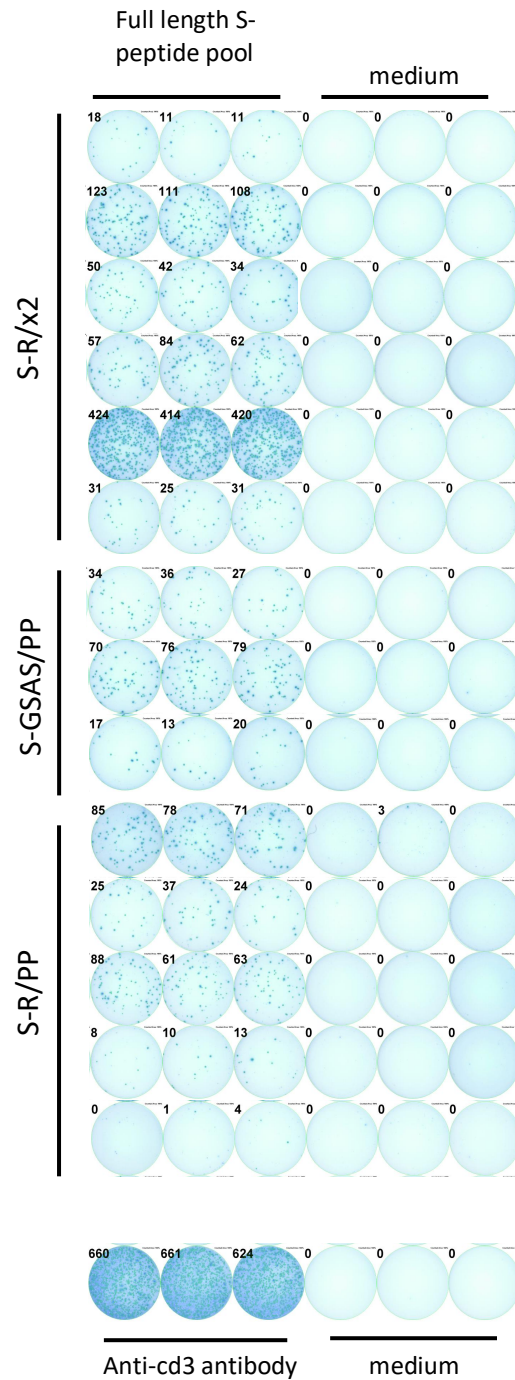 Full length S-
peptide pool
medium
S-R/x2
18 11 11 0 0 0
123 111 108 0 0 0
50 42 34 0 0 0
57 84 62 0 0 0
424 414 420 0 0 0
31 25 31 0 0 0
S-GSAS/PP
34 36 27 0 0 0
70 76 79 0 0 0
17 13 20 0 0 0
S-R/PP
85 78 71 0 3 0
25 37 24 0 0 0
88 61 63 0 0 0
8 10 13 0 0 0
0 1 4 0 0 0
660 661 624 0 0 0
Anti-cd3 antibody
medium